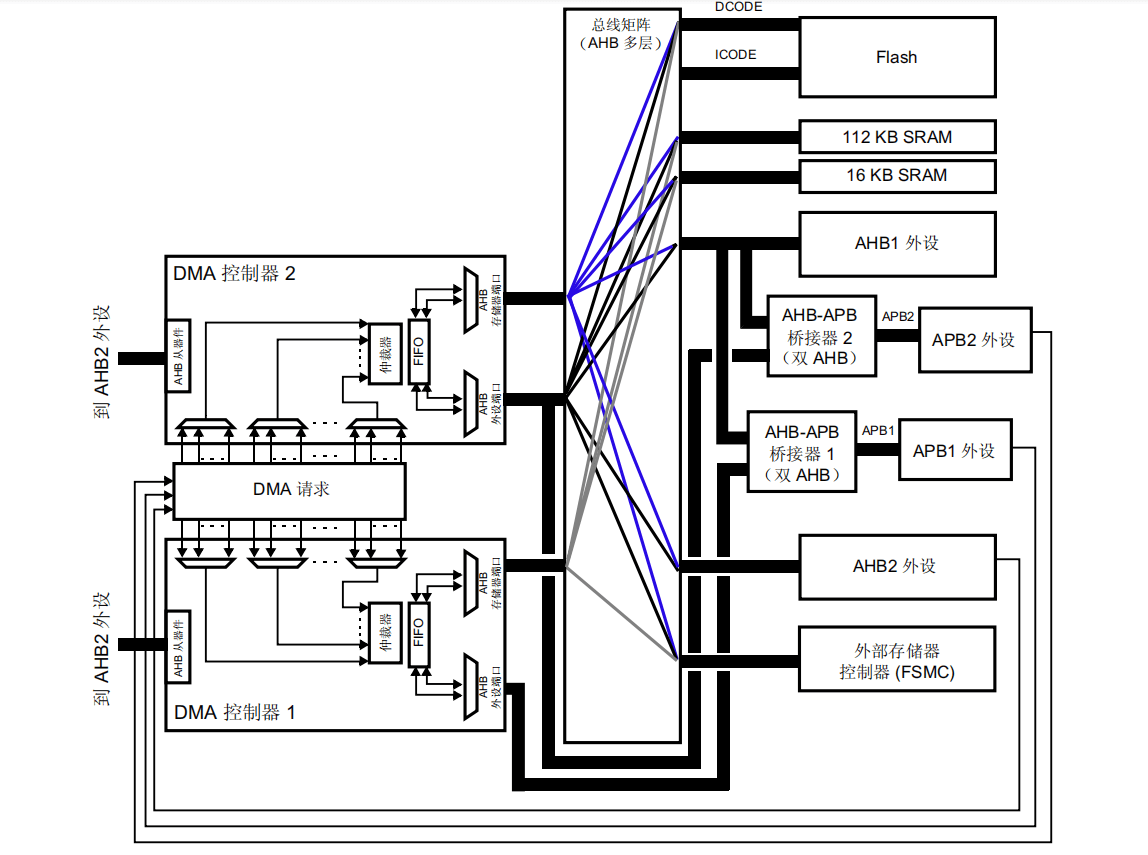 DCODE
总线矩阵
（AHB 多层）
ICODE
Flash
112 KB SRAM
16 KB SRAM
AHB1 外设
DMA 控制器 2
AHB
存储器端口
到 AHB2 外设
AHB 从器件
仲裁器
FIFO
AHB
外设端口
AHB-APB
桥接器 2
（双 AHB）
APB2
APB2 外设
AHB-APB
桥接器 1
（双 AHB）
APB1
APB1 外设
DMA 请求
AHB2 外设
AHB
存储器端口
到 AHB2 外设
AHB 从器件
仲裁器
FIFO
AHB
外设端口
DMA 控制器 1
外部存储器
控制器 (FSMC)